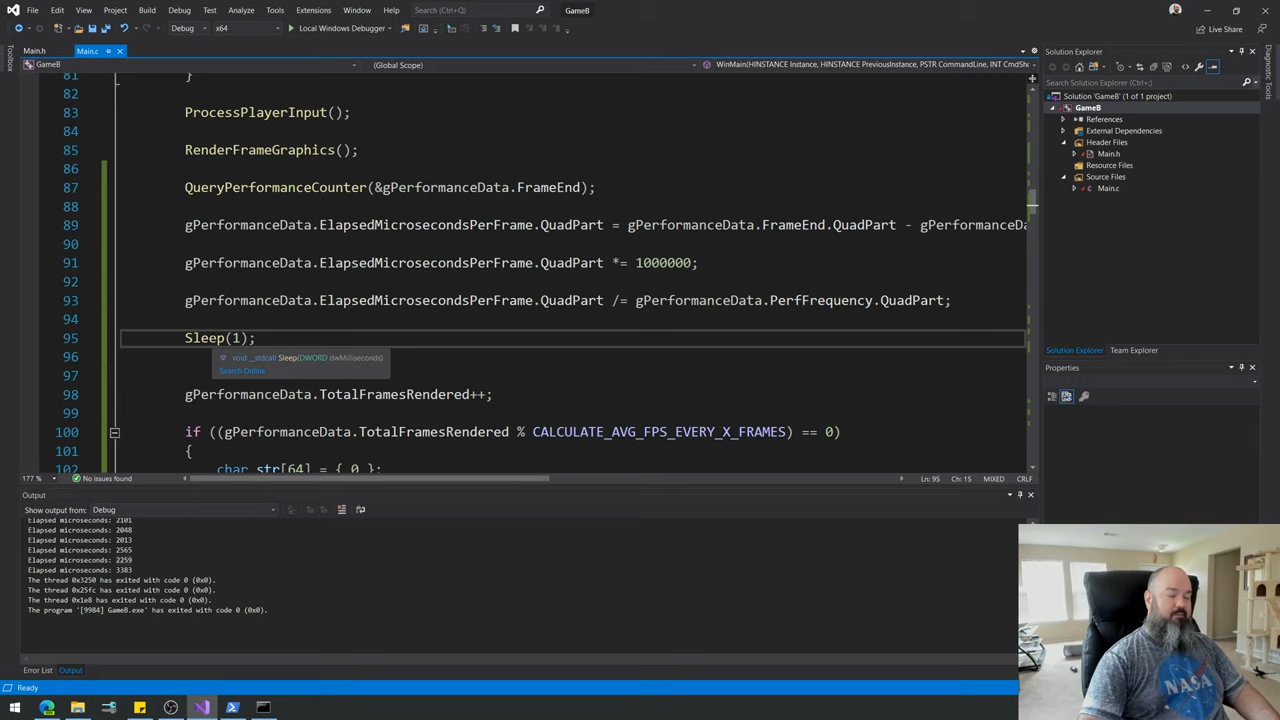 File Edit View Git Project Build Debug Test Analyze Tools Extensions Window Help Search (Ctrl+Q) GameB
Debug x64 Local Windows Debugger Live Share
Main.h Main.c
GameB (Global Scope) WinMain(HINSTANCE Instance, HINSTANCE PreviousInstance, PSTR CommandLine, INT CmdSho
Toolbox
Diagnostic Tools
81 }
82
83 ProcessPlayerInput();
84
85 RenderFrameGraphics();
86
87 QueryPerformanceCounter(&gPerformanceData.FrameEnd);
88
89 gPerformanceData.ElapsedMicrosecondsPerFrame.QuadPart = gPerformanceData.FrameEnd.QuadPart - gPerformanceDa
90
91 gPerformanceData.ElapsedMicrosecondsPerFrame.QuadPart *= 1000000;
92
93 gPerformanceData.ElapsedMicrosecondsPerFrame.QuadPart /= gPerformanceData.PerfFrequency.QuadPart;
94
95 Sleep(1);
96 void __stdcall Sleep(DWORD dwMilliseconds)
97 Search Online
98 gPerformanceData.TotalFramesRendered++;
99
100 if ((gPerformanceData.TotalFramesRendered % CALCULATE_AVG_FPS_EVERY_X_FRAMES) == 0)
101 {
102 char str[64] = { 0 };
177 % No issues found Ln: 95 Ch: 15 MIXED CRLF
Solution Explorer
Search Solution Explorer (Ctrl+;)
Solution 'GameB' (1 of 1 project)
GameB
References
External Dependencies
Header Files
Main.h
Resource Files
Source Files
Main.c
Solution Explorer Team Explorer
Properties
Output
Show output from: Debug
Elapsed microseconds: 2101
Elapsed microseconds: 2048
Elapsed microseconds: 2013
Elapsed microseconds: 2565
Elapsed microseconds: 2259
Elapsed microseconds: 3383
The thread 0x3250 has exited with code 0 (0x0).
The thread 0x25fc has exited with code 0 (0x0).
The thread 0x1e8 has exited with code 0 (0x0).
The program '[9984] GameB.exe' has exited with code 0 (0x0).
Error List Output
Ready
NASA